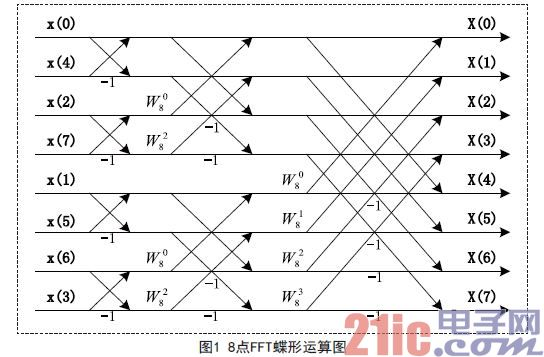 x(0) X(0)
x(4) X(1)
-1
x(2) W₈⁰ X(2)
-1
x(7) W₈² X(3)
-1 -1
W₈⁰
x(1) X(4)
-1
x(5) W₈¹ X(5)
-1 -1
x(6) W₈⁰ W₈² X(6)
-1 -1
x(3) W₈² W₈³ X(7)
-1 -1 -1
21ic电子网
图1 8点FFT蝶形运算图